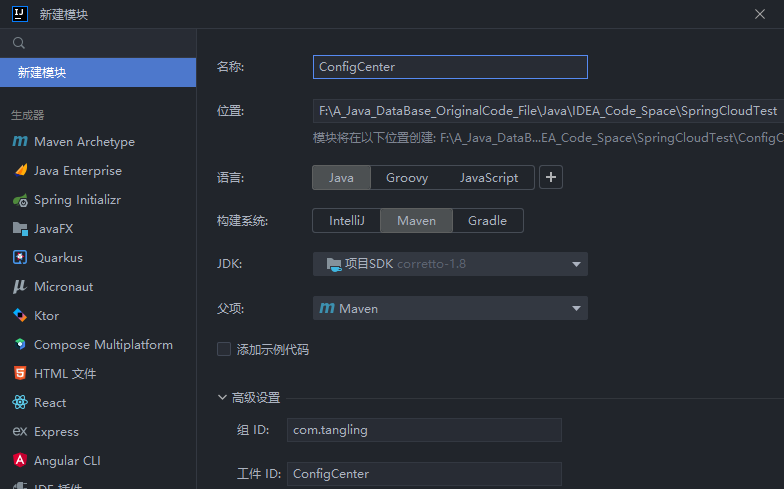 新建模块
新建模块
生成器
Maven Archetype
Java Enterprise
Spring Initializr
JavaFX
Quarkus
Micronaut
Ktor
Compose Multiplatform
HTML 文件
React
Express
Angular CLI
IDE 插件
名称:
ConfigCenter
位置:
F:\A_Java_DataBase_OriginalCode_File\Java\IDEA_Code_Space\SpringCloudTest
模块将在以下位置创建: F:\A_Java_DataB...EA_Code_Space\SpringCloudTest\ConfigC
语言:
Java Groovy JavaScript +
构建系统:
IntelliJ Maven Gradle
JDK:
项目SDK corretto-1.8
父项:
Maven
添加示例代码
高级设置
组 ID:
com.tangling
工件 ID:
ConfigCenter